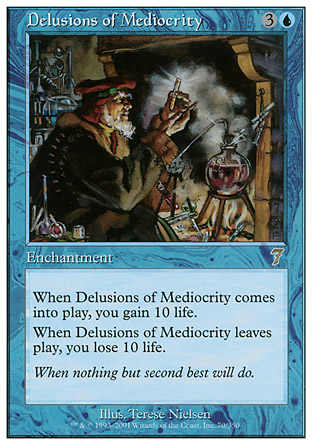 Delusions of Mediocrity 3
Enchantment
When Delusions of Mediocrity comes
into play, you gain 10 life.
When Delusions of Mediocrity leaves
play, you lose 10 life.
When nothing but second best will do.
Illus. Terese Nielsen
™ & © 1993–2001 Wizards of the Coast, Inc. 70/350